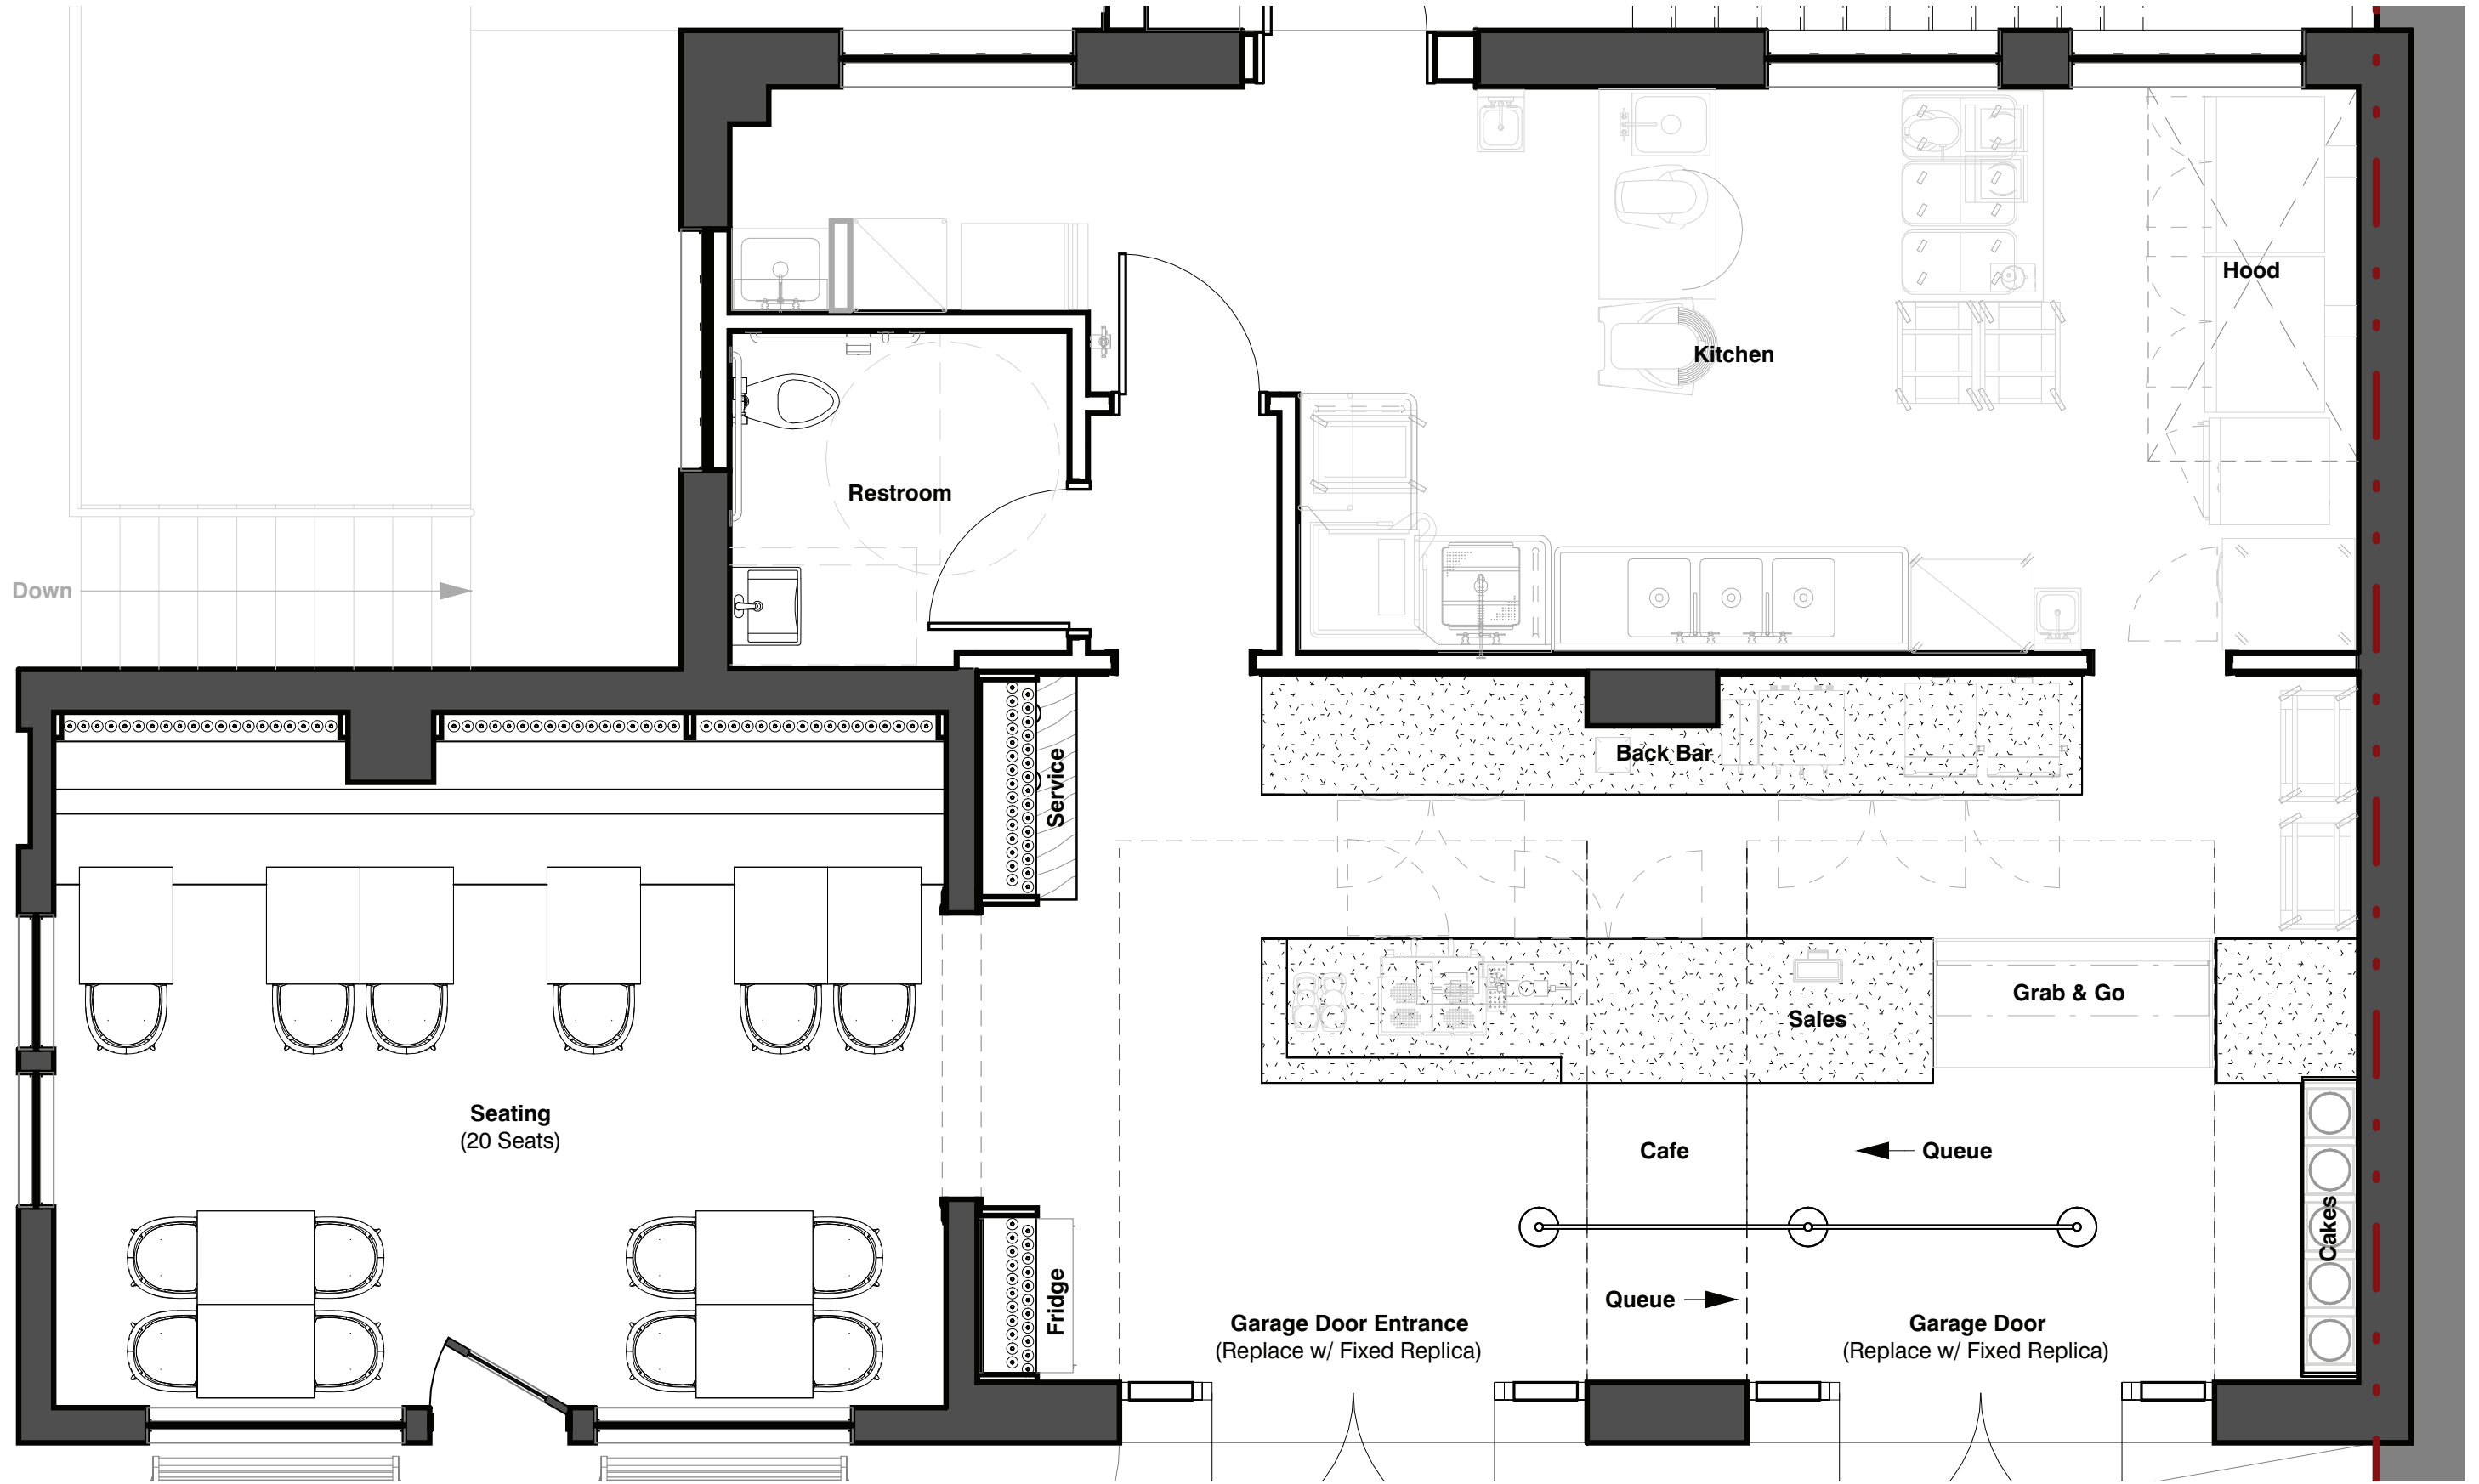 Hood
Kitchen
Restroom
Down
Back Bar
Service
Grab & Go
Sales
Seating
(20 Seats)
Cafe
Queue
Cakes
Queue
Fridge
Garage Door Entrance
(Replace w/ Fixed Replica)
Garage Door
(Replace w/ Fixed Replica)